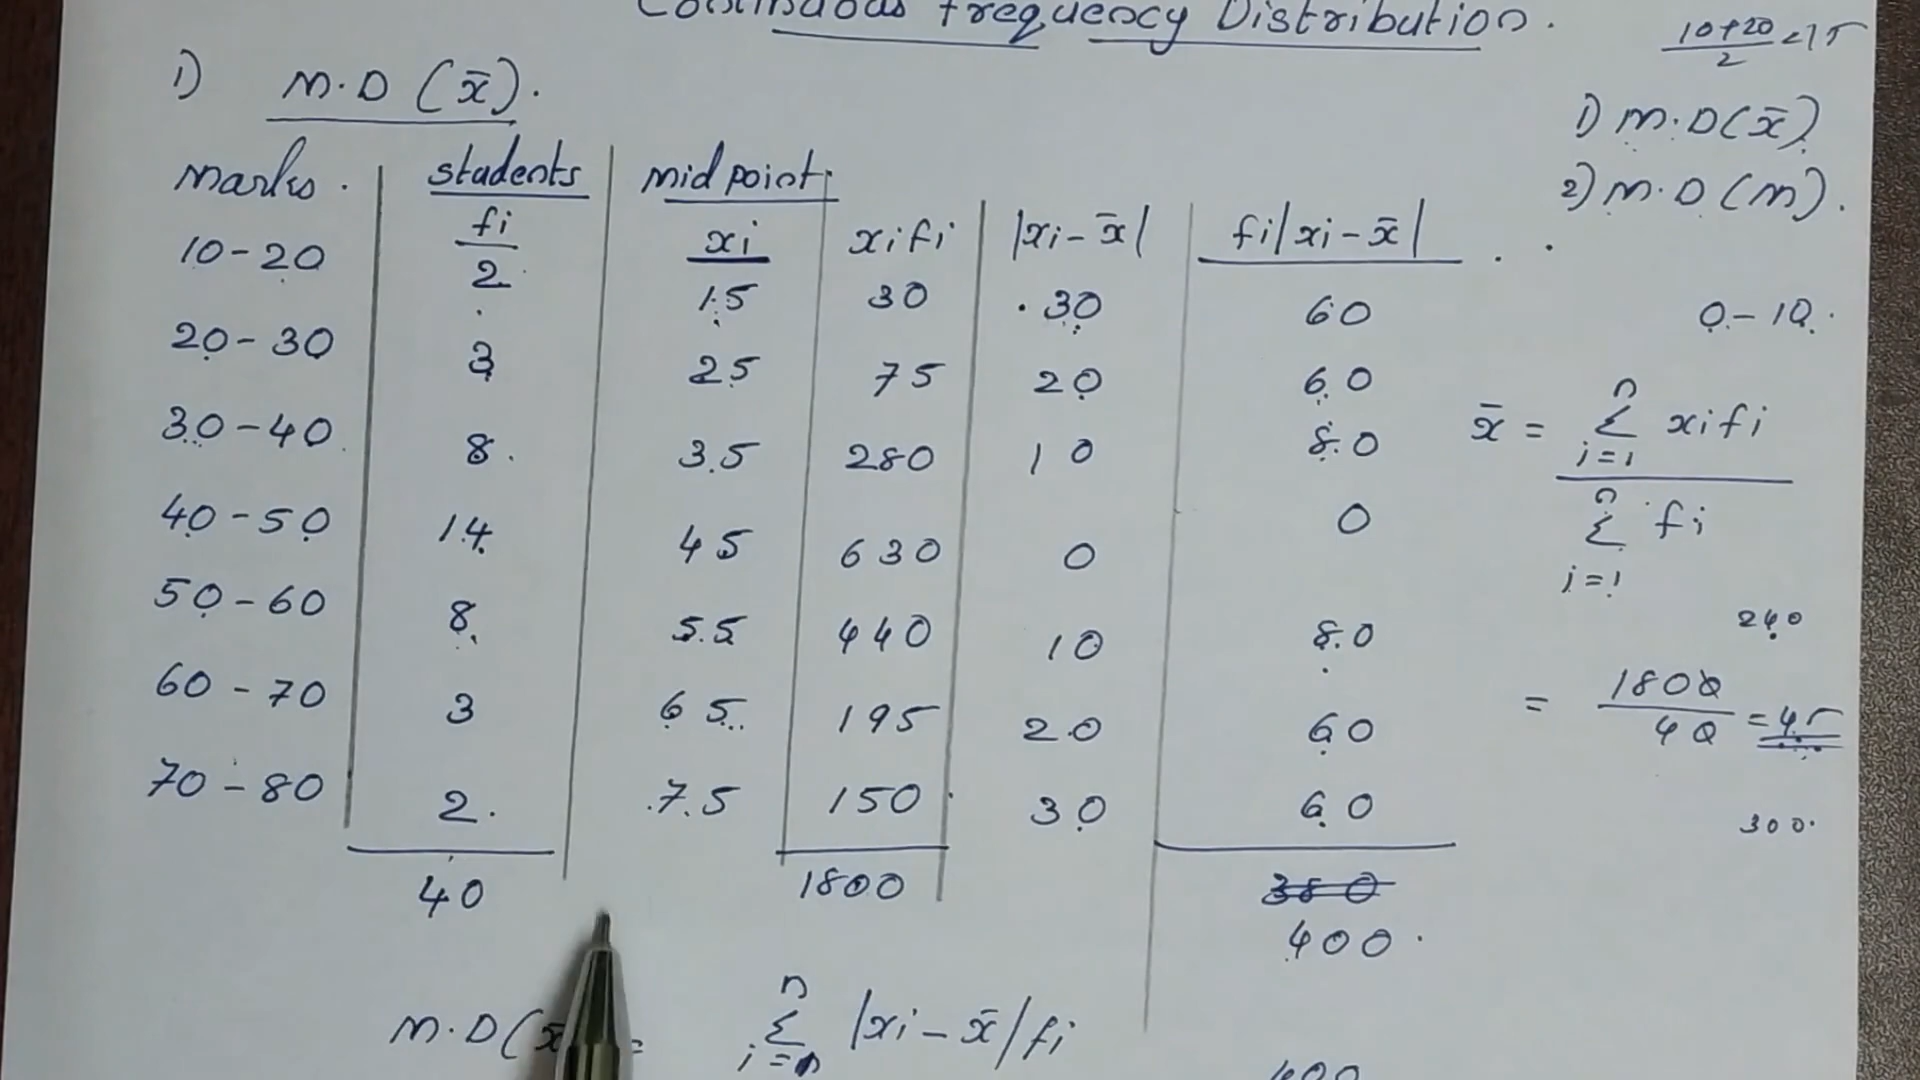 Continuous frequency Distribution.
10+20/2 = 15
1) M.D (x̄).
1) M.D(x̄)
2) M.D (M).
Marks. students mid point
fi xi xifi |xi - x̄| fi|xi - x̄|
10-20 2 15 30 30 60
20-30 3 25 75 20 60
30-40 8 35 280 10 80
40-50 14 45 630 0 0
50-60 8 55 440 10 80
60-70 3 65 195 20 60
70-80 2 75 150 30 60
40 1800 380
400
0-10
x̄ = n Σ i=1 xifi / n Σ i=1 fi
240
= 1800/40 = 45
300
M.D(x̄ = n Σ |xi - x̄| fi
400